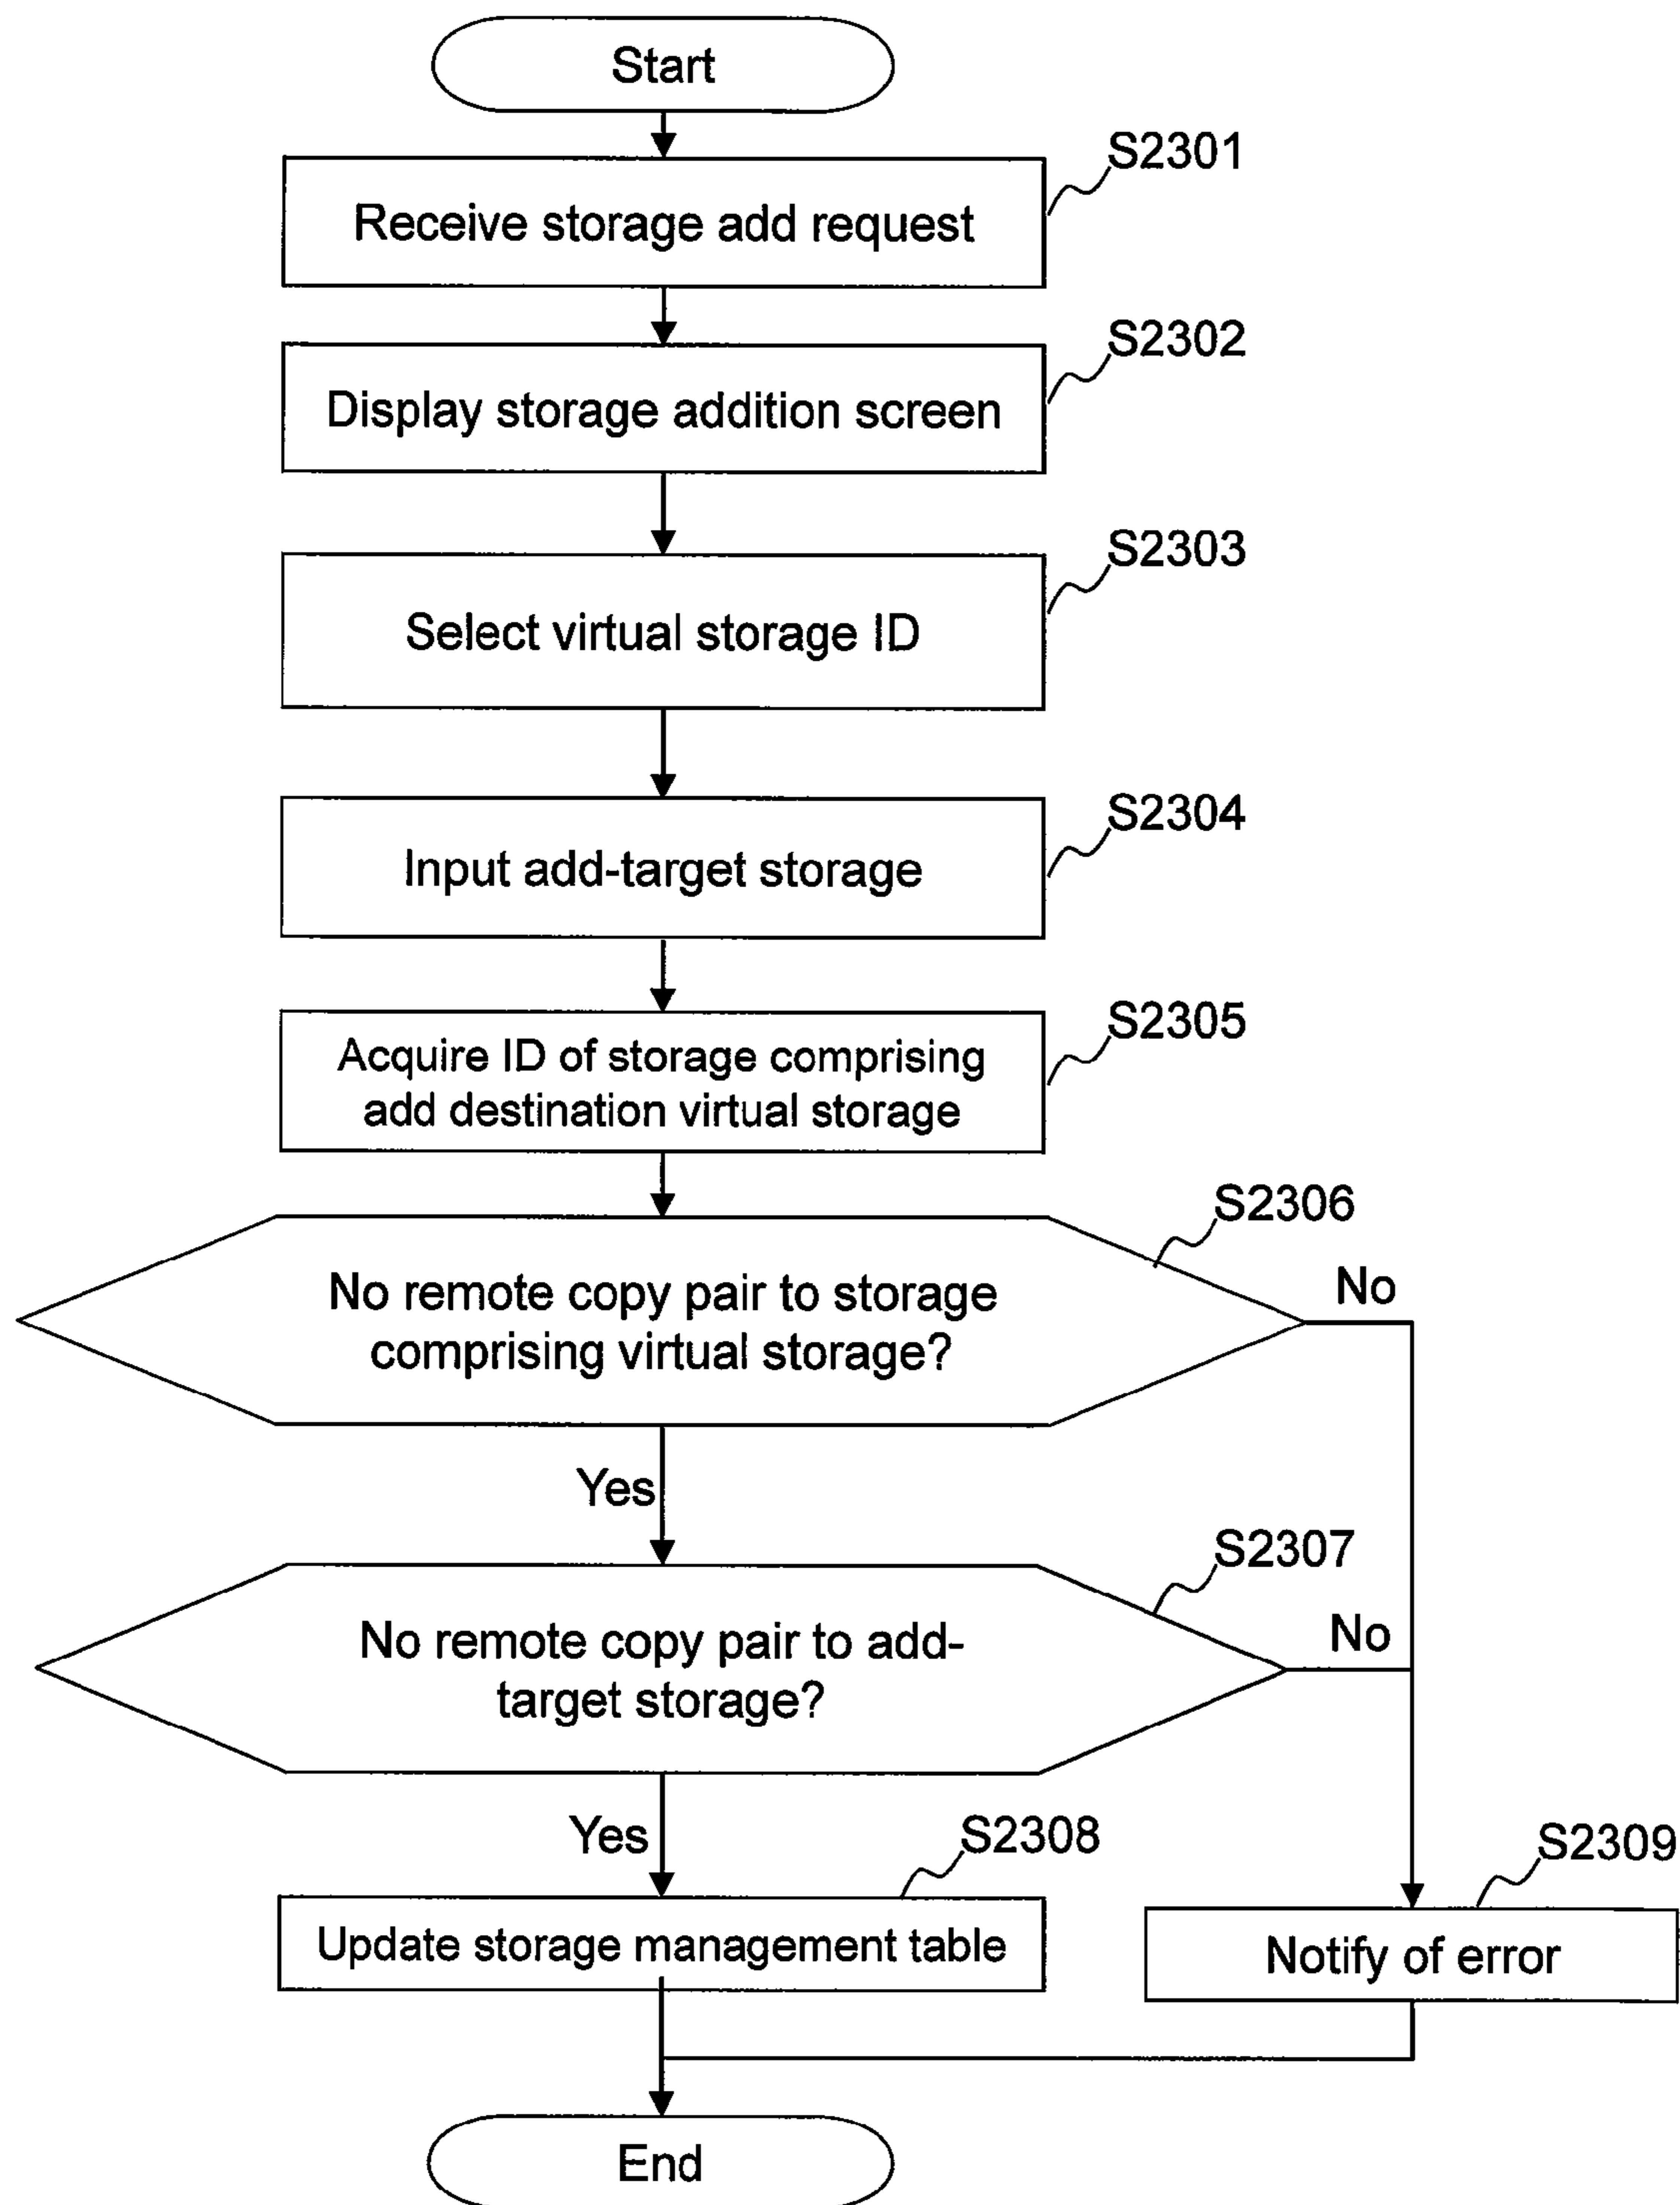 Start
S2301
Receive storage add request
S2302
Display storage addition screen
S2303
Select virtual storage ID
S2304
Input add-target storage
S2305
Acquire ID of storage comprising
add destination virtual storage
S2306
No remote copy pair to storage
comprising virtual storage?
No
Yes
S2307
No remote copy pair to add-
target storage?
No
Yes
S2308
Update storage management table
S2309
Notify of error
End